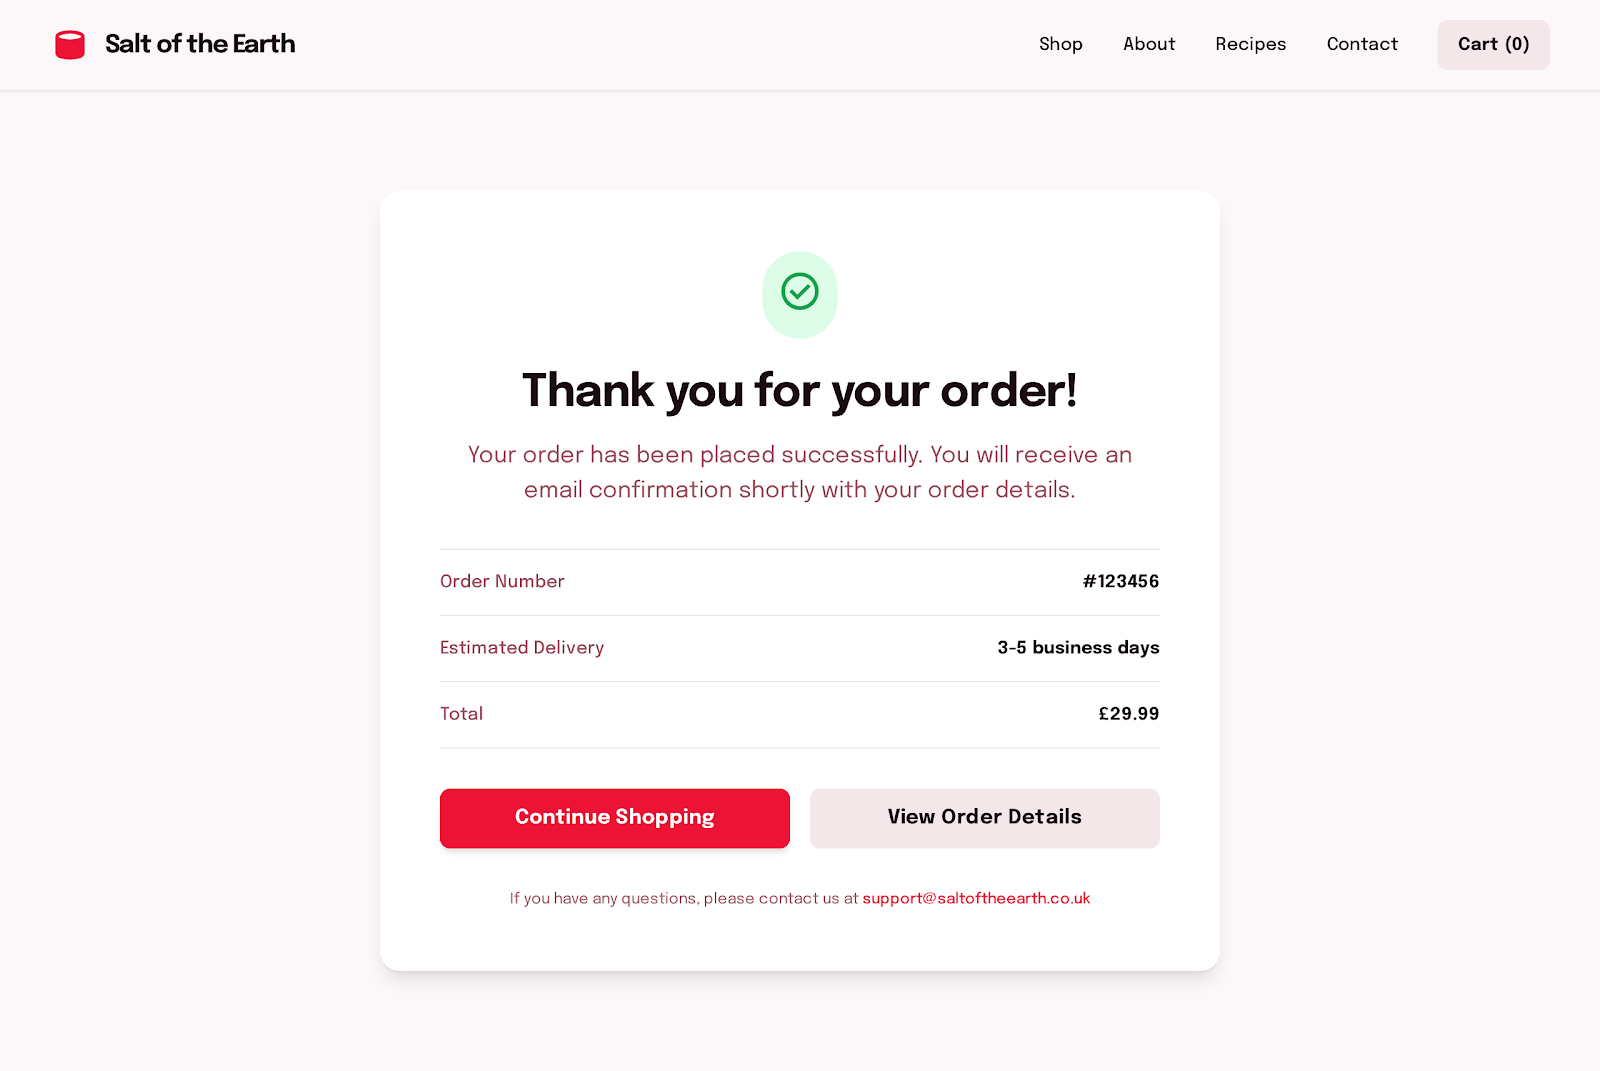 Salt of the Earth
Shop
About
Recipes
Contact
Cart (0)
Thank you for your order!
Your order has been placed successfully. You will receive an
email confirmation shortly with your order details.
Order Number
#123456
Estimated Delivery
3-5 business days
Total
£29.99
Continue Shopping
View Order Details
If you have any questions, please contact us at support@saltoftheearth.co.uk